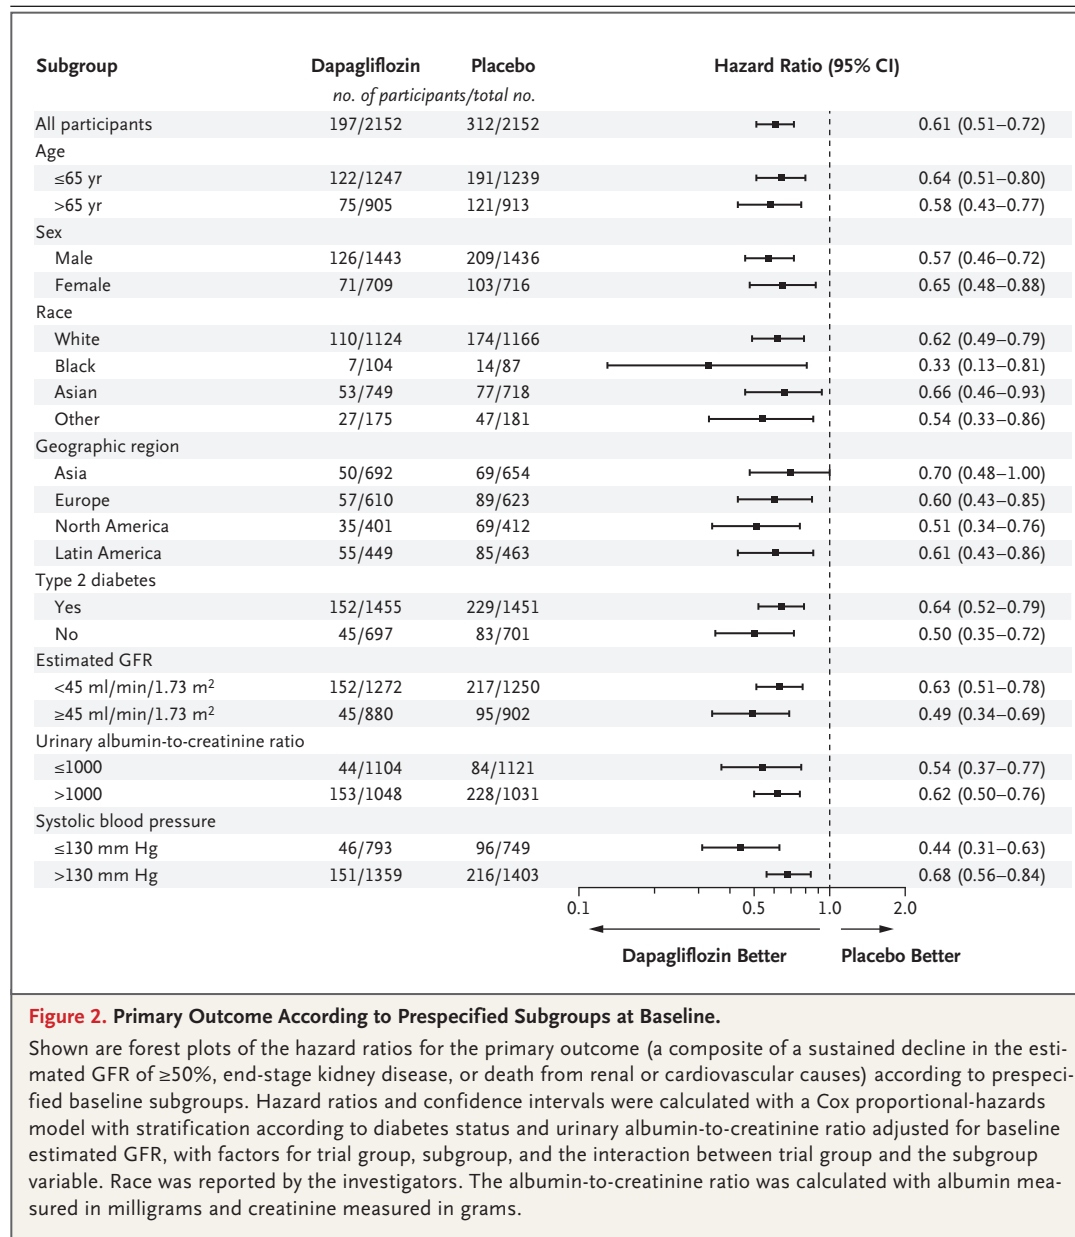 Subgroup Dapagliflozin Placebo Hazard Ratio (95% CI)
no. of participants/total no.
All participants 197/2152 312/2152 0.61 (0.51–0.72)
Age
≤65 yr 122/1247 191/1239 0.64 (0.51–0.80)
>65 yr 75/905 121/913 0.58 (0.43–0.77)
Sex
Male 126/1443 209/1436 0.57 (0.46–0.72)
Female 71/709 103/716 0.65 (0.48–0.88)
Race
White 110/1124 174/1166 0.62 (0.49–0.79)
Black 7/104 14/87 0.33 (0.13–0.81)
Asian 53/749 77/718 0.66 (0.46–0.93)
Other 27/175 47/181 0.54 (0.33–0.86)
Geographic region
Asia 50/692 69/654 0.70 (0.48–1.00)
Europe 57/610 89/623 0.60 (0.43–0.85)
North America 35/401 69/412 0.51 (0.34–0.76)
Latin America 55/449 85/463 0.61 (0.43–0.86)
Type 2 diabetes
Yes 152/1455 229/1451 0.64 (0.52–0.79)
No 45/697 83/701 0.50 (0.35–0.72)
Estimated GFR
<45 ml/min/1.73 m² 152/1272 217/1250 0.63 (0.51–0.78)
≥45 ml/min/1.73 m² 45/880 95/902 0.49 (0.34–0.69)
Urinary albumin-to-creatinine ratio
≤1000 44/1104 84/1121 0.54 (0.37–0.77)
>1000 153/1048 228/1031 0.62 (0.50–0.76)
Systolic blood pressure
≤130 mm Hg 46/793 96/749 0.44 (0.31–0.63)
>130 mm Hg 151/1359 216/1403 0.68 (0.56–0.84)
0.1 0.5 1.0 2.0
Dapagliflozin Better Placebo Better
Figure 2. Primary Outcome According to Prespecified Subgroups at Baseline.
Shown are forest plots of the hazard ratios for the primary outcome (a composite of a sustained decline in the esti-
mated GFR of ≥50%, end-stage kidney disease, or death from renal or cardiovascular causes) according to prespeci-
fied baseline subgroups. Hazard ratios and confidence intervals were calculated with a Cox proportional-hazards
model with stratification according to diabetes status and urinary albumin-to-creatinine ratio adjusted for baseline
estimated GFR, with factors for trial group, subgroup, and the interaction between trial group and the subgroup
variable. Race was reported by the investigators. The albumin-to-creatinine ratio was calculated with albumin mea-
sured in milligrams and creatinine measured in grams.